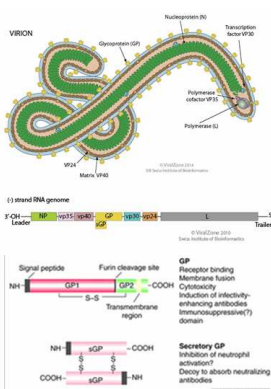 VIRION
Nucleoprotein (N)
Glycoprotein (GP)
Transcription
factor VP30
Polymerase
cofactor VP35
Polymerase (L)
VP24
Matrix VP40
© ViralZone 2010
Swiss Institute of Bioinformatics
(-) strand RNA genome
3'-OH
Leader
NP
vp35
vp40
GP
sGP
vp30
vp24
L
Trailer
© ViralZone 2010
Swiss Institute of Bioinformatics
Signal peptide
Furin cleavage site
NH
GP1
GP2
COOH
S–S
Transmembrane
region
GP
Receptor binding
Membrane fusion
Cytotoxicity
Induction of infectivity-
enhancing antibodies
Immunosuppressive(?)
domain
NH
sGP
COOH
S S
S S
COOH
sGP
NH
Secretory GP
Inhibition of neutrophil
activation?
Decoy to absorb neutralizing
antibodies